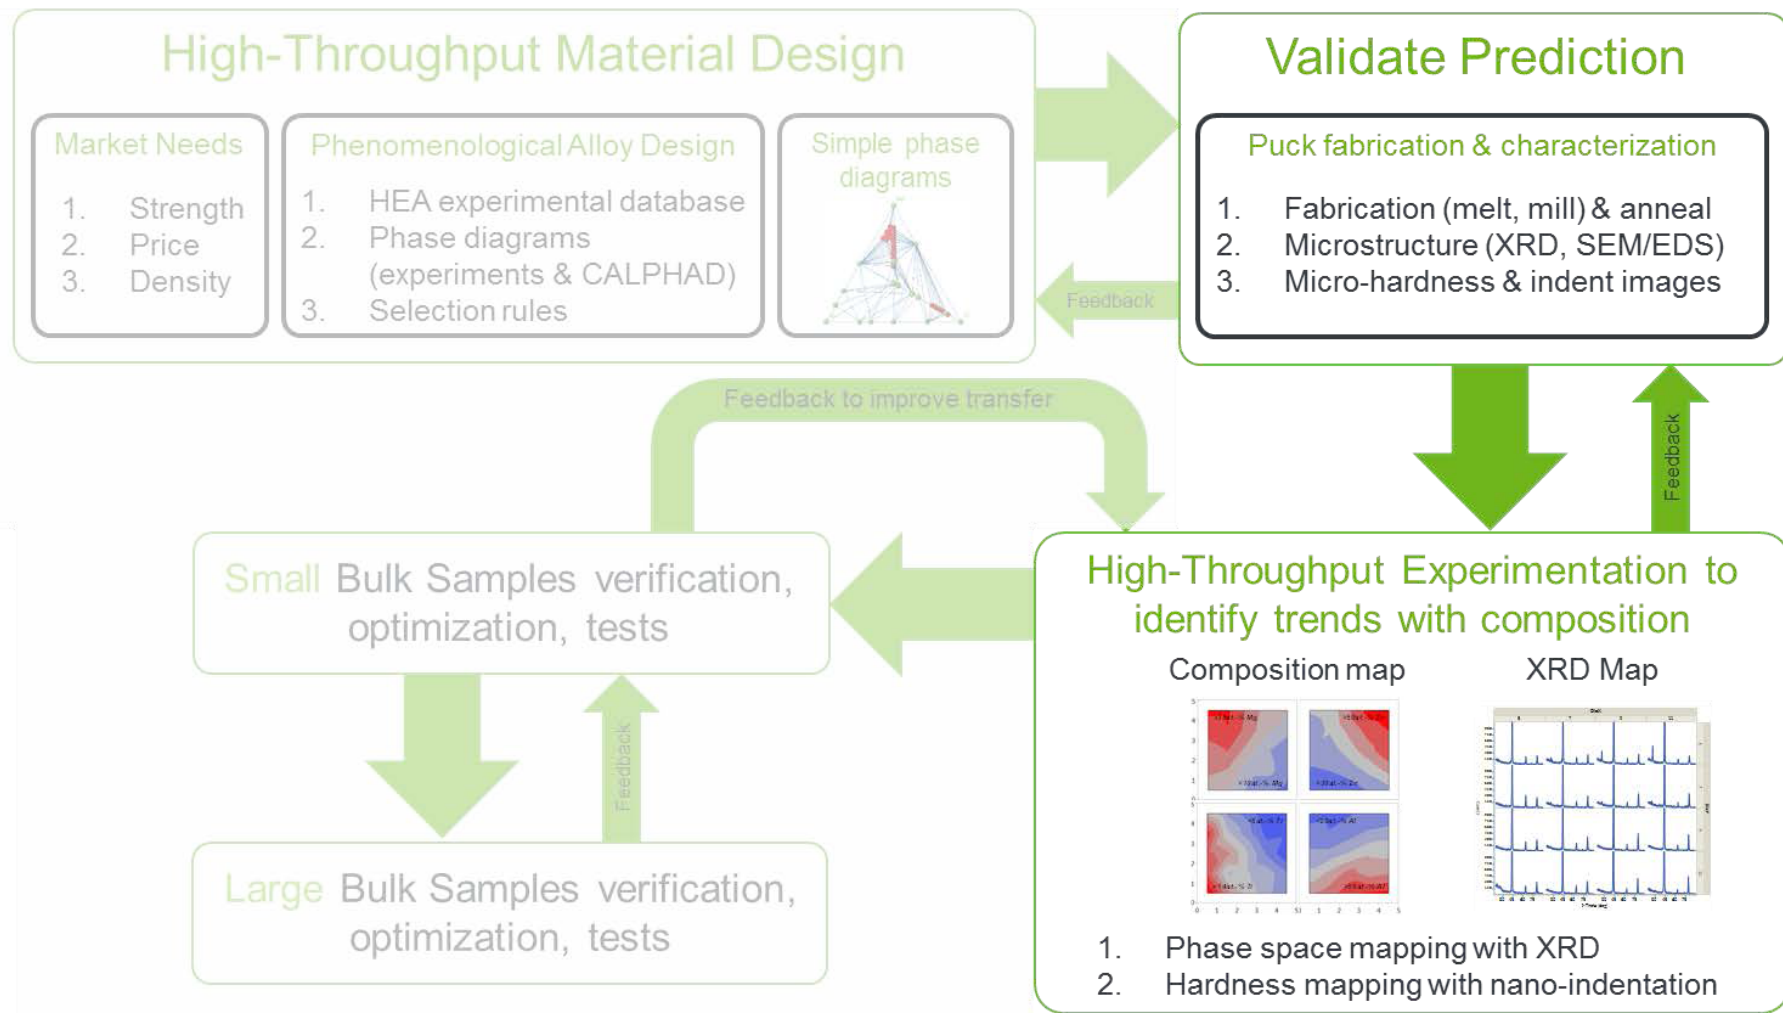 High-Throughput Material Design
Market Needs
1. Strength
2. Price
3. Density
Phenomenological Alloy Design
1. HEA experimental database
2. Phase diagrams
(experiments & CALPHAD)
3. Selection rules
Simple phase
diagrams
Validate Prediction
Puck fabrication & characterization
1. Fabrication (melt, mill) & anneal
2. Microstructure (XRD, SEM/EDS)
3. Micro-hardness & indent images
Feedback
Feedback to improve transfer
Feedback
Small Bulk Samples verification,
optimization, tests
Feedback
Large Bulk Samples verification,
optimization, tests
High-Throughput Experimentation to
identify trends with composition
Composition map
XRD Map
1. Phase space mapping with XRD
2. Hardness mapping with nano-indentation